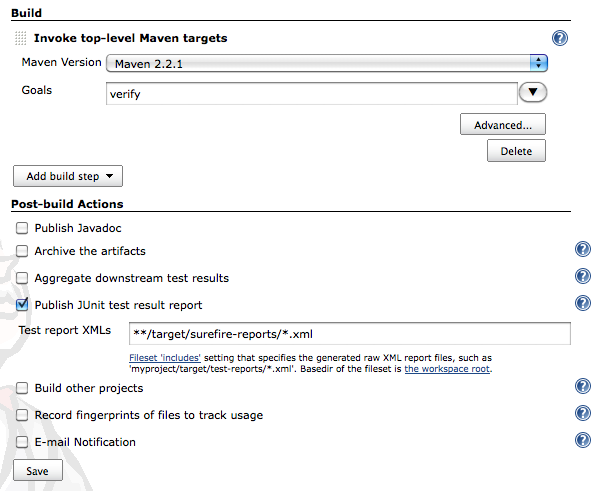 Build
Invoke top-level Maven targets
?
Maven Version Maven 2.2.1
Goals verify
Advanced...
Delete
Add build step
Post-build Actions
Publish Javadoc
Archive the artifacts ?
Aggregate downstream test results ?
Publish JUnit test result report ?
Test report XMLs **/target/surefire-reports/*.xml
Fileset 'includes' setting that specifies the generated raw XML report files, such as
'myproject/target/test-reports/*.xml'. Basedir of the fileset is the workspace root.
Build other projects ?
Record fingerprints of files to track usage ?
E-mail Notification ?
Save